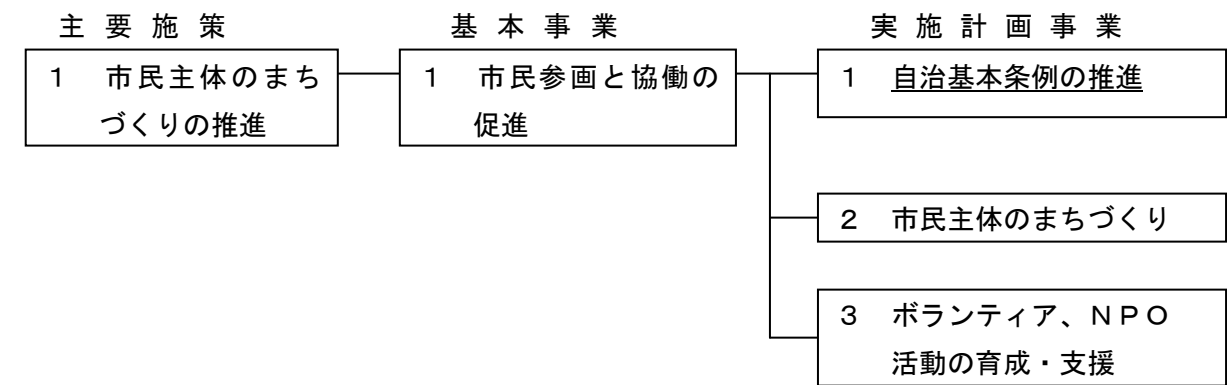 主要施策　基本事業　実施計画事業
１　市民主体のまち　１　市民参画と協働の　１　自治基本条例の推進
づくりの推進　促進
２　市民主体のまちづくり
３　ボランティア、ＮＰＯ
活動の育成・支援